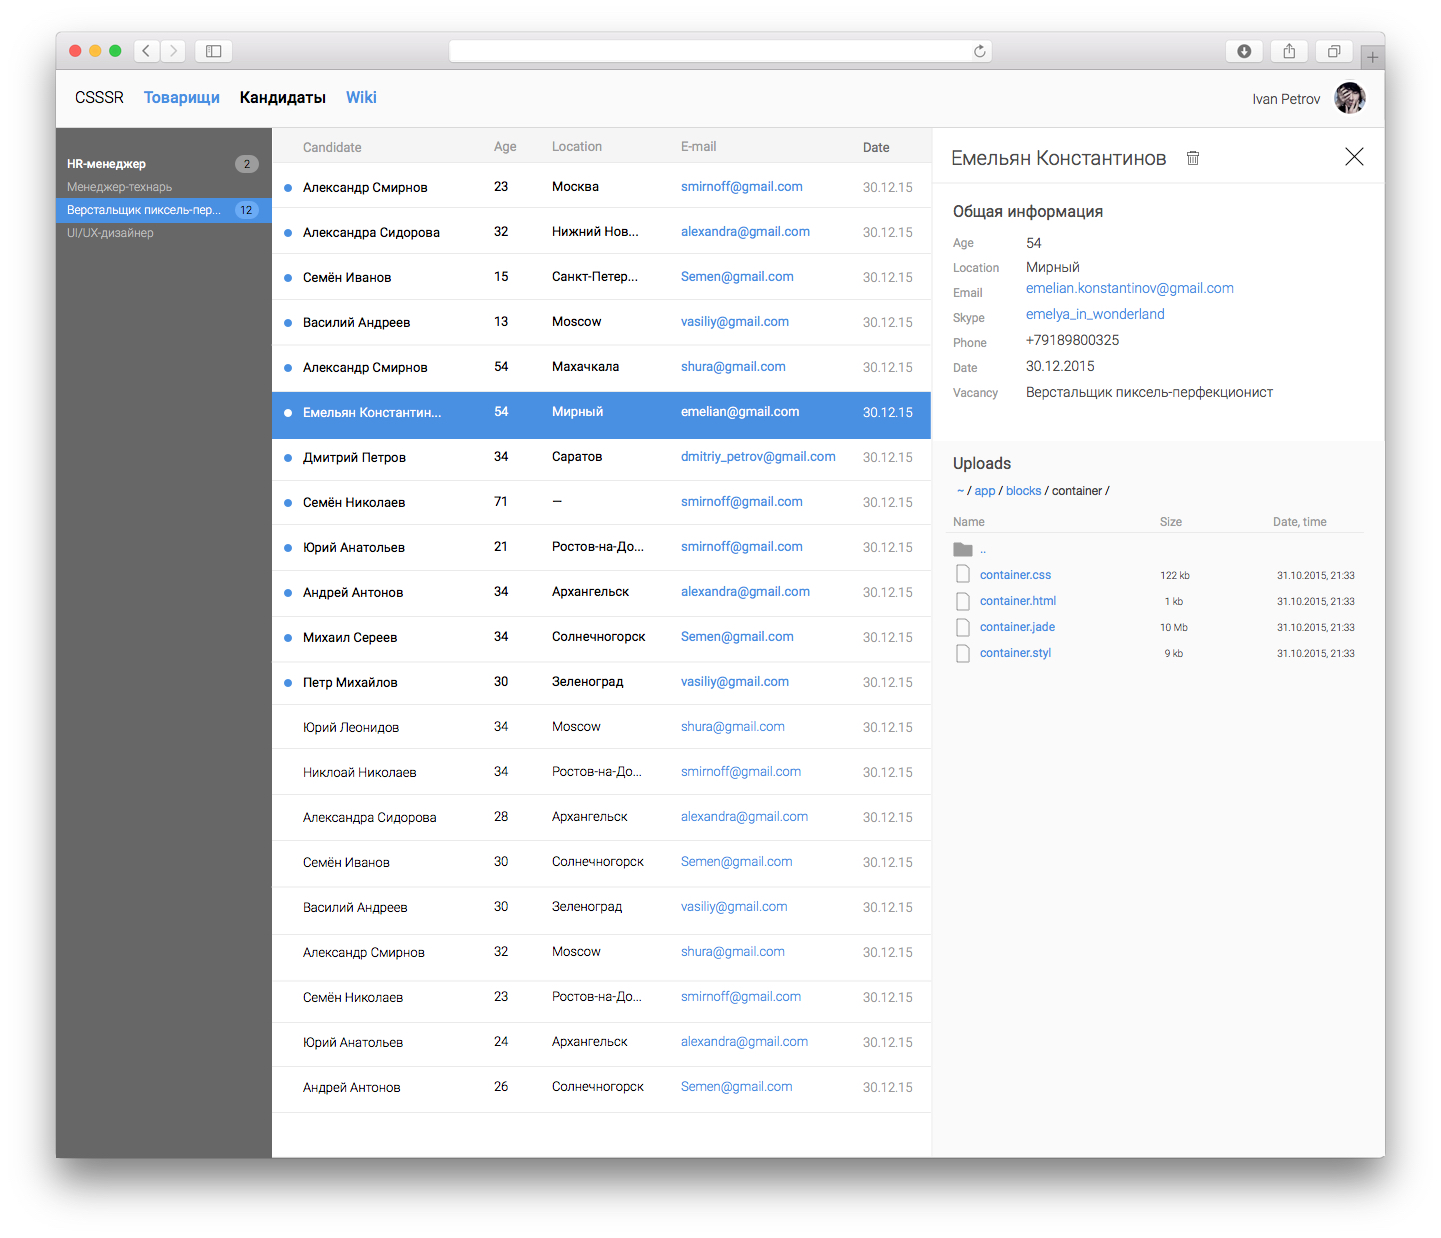 CSSSR Товарищи Кандидаты Wiki Ivan Petrov
HR-менеджер 2
Менеджер-технарь
Верстальщик пиксель-пер... 12
UI/UX-дизайнер
Candidate Age Location E-mail Date
Александр Смирнов 23 Москва smirnoff@gmail.com 30.12.15
Александра Сидорова 32 Нижний Нов... alexandra@gmail.com 30.12.15
Семён Иванов 15 Санкт-Петер... Semen@gmail.com 30.12.15
Василий Андреев 13 Moscow vasiliy@gmail.com 30.12.15
Александр Смирнов 54 Махачкала shura@gmail.com 30.12.15
Емельян Константин... 54 Мирный emelian@gmail.com 30.12.15
Дмитрий Петров 34 Саратов dmitriy_petrov@gmail.com 30.12.15
Семён Николаев 71 — smirnoff@gmail.com 30.12.15
Юрий Анатольев 21 Ростов-на-До... smirnoff@gmail.com 30.12.15
Андрей Антонов 34 Архангельск alexandra@gmail.com 30.12.15
Михаил Сереев 34 Солнечногорск Semen@gmail.com 30.12.15
Петр Михайлов 30 Зеленоград vasiliy@gmail.com 30.12.15
Юрий Леонидов 34 Moscow shura@gmail.com 30.12.15
Никлоай Николаев 34 Ростов-на-До... smirnoff@gmail.com 30.12.15
Александра Сидорова 28 Архангельск alexandra@gmail.com 30.12.15
Семён Иванов 30 Солнечногорск Semen@gmail.com 30.12.15
Василий Андреев 30 Зеленоград vasiliy@gmail.com 30.12.15
Александр Смирнов 32 Moscow shura@gmail.com 30.12.15
Семён Николаев 23 Ростов-на-До... smirnoff@gmail.com 30.12.15
Юрий Анатольев 24 Архангельск alexandra@gmail.com 30.12.15
Андрей Антонов 26 Солнечногорск Semen@gmail.com 30.12.15
Емельян Константинов
Общая информация
Age 54
Location Мирный
Email emelian.konstantinov@gmail.com
Skype emelya_in_wonderland
Phone +79189800325
Date 30.12.2015
Vacancy Верстальщик пиксель-перфекционист
Uploads
~ / app / blocks / container /
Name Size Date, time
..
container.css 122 kb 31.10.2015, 21:33
container.html 1 kb 31.10.2015, 21:33
container.jade 10 Mb 31.10.2015, 21:33
container.styl 9 kb 31.10.2015, 21:33